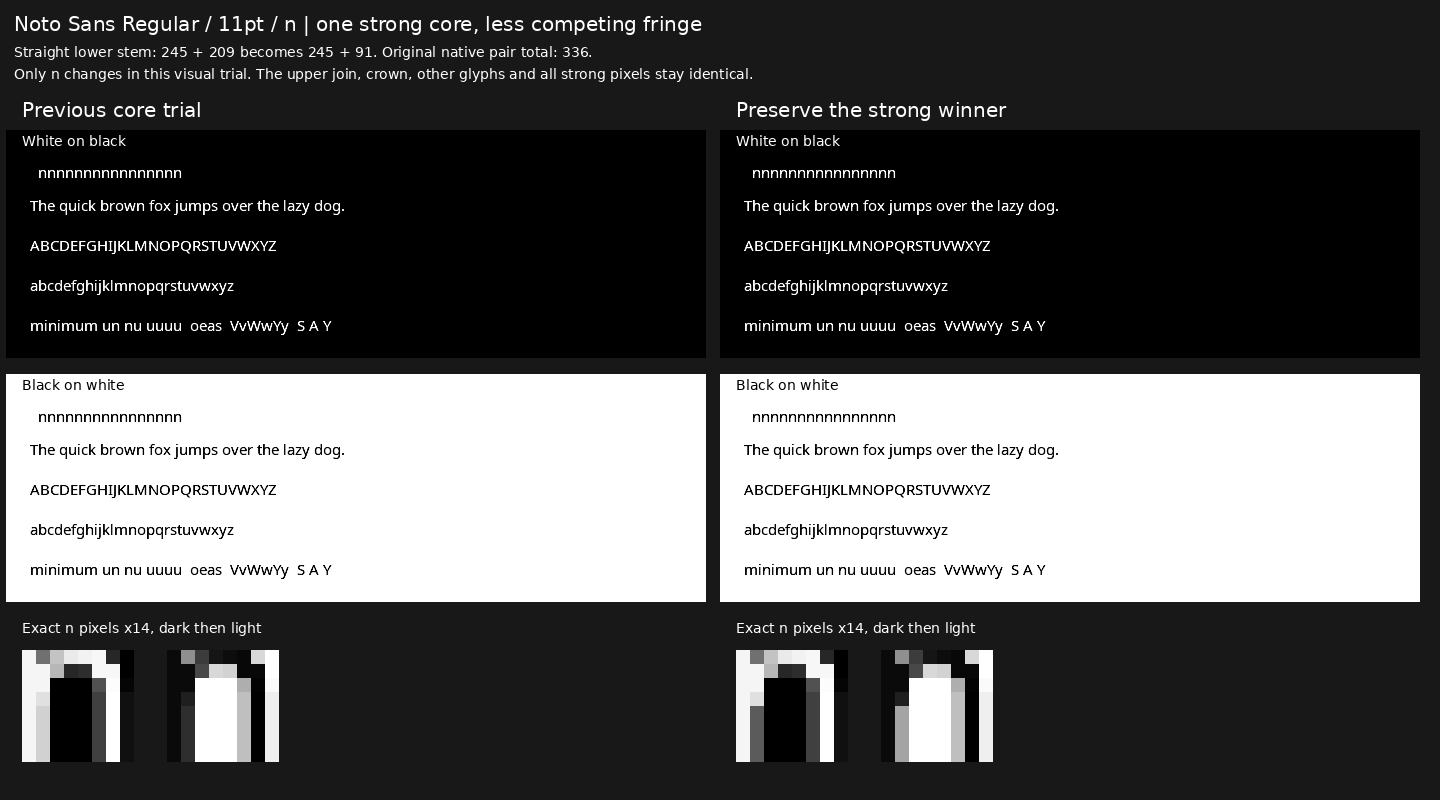 Noto Sans Regular / 11pt / n | one strong core, less competing fringe
Straight lower stem: 245 + 209 becomes 245 + 91. Original native pair total: 336.
Only n changes in this visual trial. The upper join, crown, other glyphs and all strong pixels stay identical.
Previous core trial
White on black
nnnnnnnnnnnnnnnn
The quick brown fox jumps over the lazy dog.
ABCDEFGHIJKLMNOPQRSTUVWXYZ
abcdefghijklmnopqrstuvwxyz
minimum un nu uuuu  oeas  VvWwYy  S A Y
Black on white
nnnnnnnnnnnnnnnn
The quick brown fox jumps over the lazy dog.
ABCDEFGHIJKLMNOPQRSTUVWXYZ
abcdefghijklmnopqrstuvwxyz
minimum un nu uuuu  oeas  VvWwYy  S A Y
Exact n pixels x14, dark then light
Preserve the strong winner
White on black
nnnnnnnnnnnnnnnn
The quick brown fox jumps over the lazy dog.
ABCDEFGHIJKLMNOPQRSTUVWXYZ
abcdefghijklmnopqrstuvwxyz
minimum un nu uuuu  oeas  VvWwYy  S A Y
Black on white
nnnnnnnnnnnnnnnn
The quick brown fox jumps over the lazy dog.
ABCDEFGHIJKLMNOPQRSTUVWXYZ
abcdefghijklmnopqrstuvwxyz
minimum un nu uuuu  oeas  VvWwYy  S A Y
Exact n pixels x14, dark then light